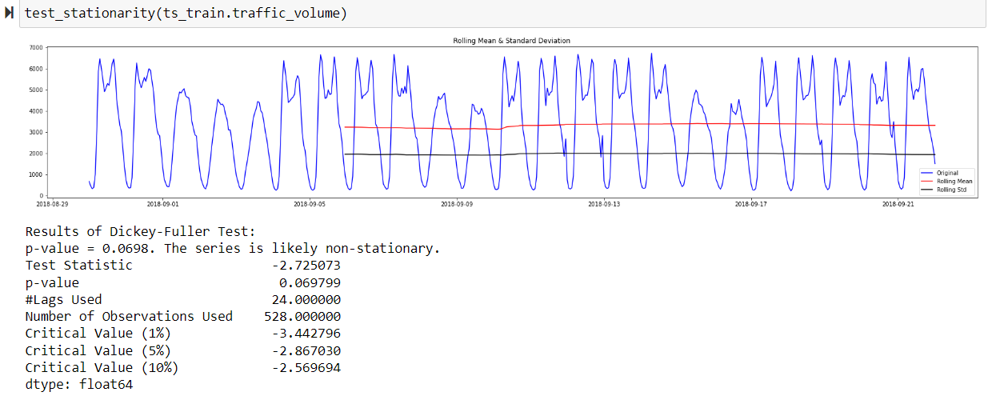 test_stationarity(ts_train.traffic_volume)
Rolling Mean & Standard Deviation
7000
6000
5000
4000
3000
2000
1000
0
Original
Rolling Mean
Rolling Std
2018-08-29 2018-09-01 2018-09-05 2018-09-09 2018-09-13 2018-09-17 2018-09-21
Results of Dickey-Fuller Test:
p-value = 0.0698. The series is likely non-stationary.
Test Statistic -2.725073
p-value 0.069799
#Lags Used 24.000000
Number of Observations Used 528.000000
Critical Value (1%) -3.442796
Critical Value (5%) -2.867030
Critical Value (10%) -2.569694
dtype: float64